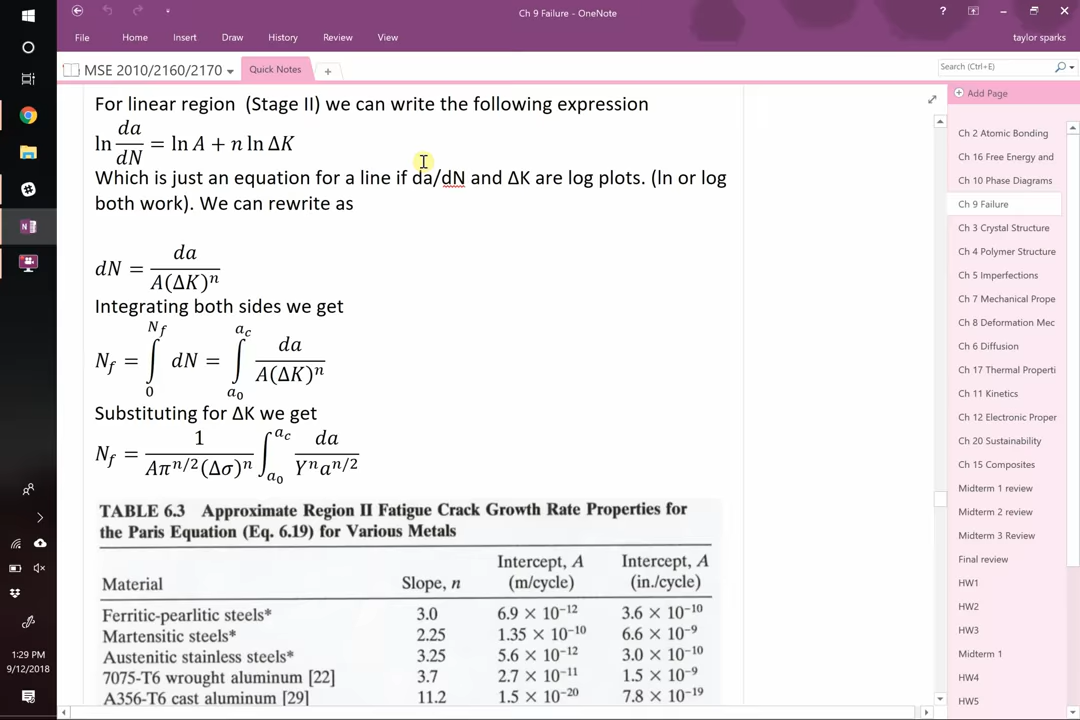 Ch 9 Failure - OneNote
?
File Home Insert Draw History Review View
taylor sparks
MSE 2010/2160/2170
Quick Notes
Search (Ctrl+E)
Add Page
For linear region (Stage II) we can write the following expression
ln da/dN = ln A + n ln ΔK
Which is just an equation for a line if da/dN and ΔK are log plots. (ln or log
both work). We can rewrite as
dN = da/A(ΔK)ⁿ
Integrating both sides we get
N_f = ∫_0^{N_f} dN = ∫_{a_0}^{a_c} da/A(ΔK)ⁿ
Substituting for ΔK we get
N_f = 1/Aπ^{n/2}(Δσ)ⁿ ∫_{a_0}^{a_c} da/Yⁿa^{n/2}
TABLE 6.3 Approximate Region II Fatigue Crack Growth Rate Properties for
the Paris Equation (Eq. 6.19) for Various Metals
Intercept, A Intercept, A
Material Slope, n (m/cycle) (in./cycle)
Ferritic-pearlitic steels* 3.0 6.9 × 10⁻¹² 3.6 × 10⁻¹⁰
Martensitic steels* 2.25 1.35 × 10⁻¹⁰ 6.6 × 10⁻⁹
Austenitic stainless steels* 3.25 5.6 × 10⁻¹² 3.0 × 10⁻¹⁰
7075-T6 wrought aluminum [22] 3.7 2.7 × 10⁻¹¹ 1.5 × 10⁻⁹
A356-T6 cast aluminum [29] 11.2 1.5 × 10⁻²⁰ 7.8 × 10⁻¹⁹
Ch 2 Atomic Bonding
Ch 16 Free Energy and
Ch 10 Phase Diagrams
Ch 9 Failure
Ch 3 Crystal Structure
Ch 4 Polymer Structure
Ch 5 Imperfections
Ch 7 Mechanical Prope
Ch 8 Deformation Mec
Ch 6 Diffusion
Ch 17 Thermal Properti
Ch 11 Kinetics
Ch 12 Electronic Proper
Ch 20 Sustainability
Ch 15 Composites
Midterm 1 review
Midterm 2 review
Midterm 3 Review
Final review
HW1
HW2
HW3
Midterm 1
HW4
HW5
1:29 PM
9/12/2018